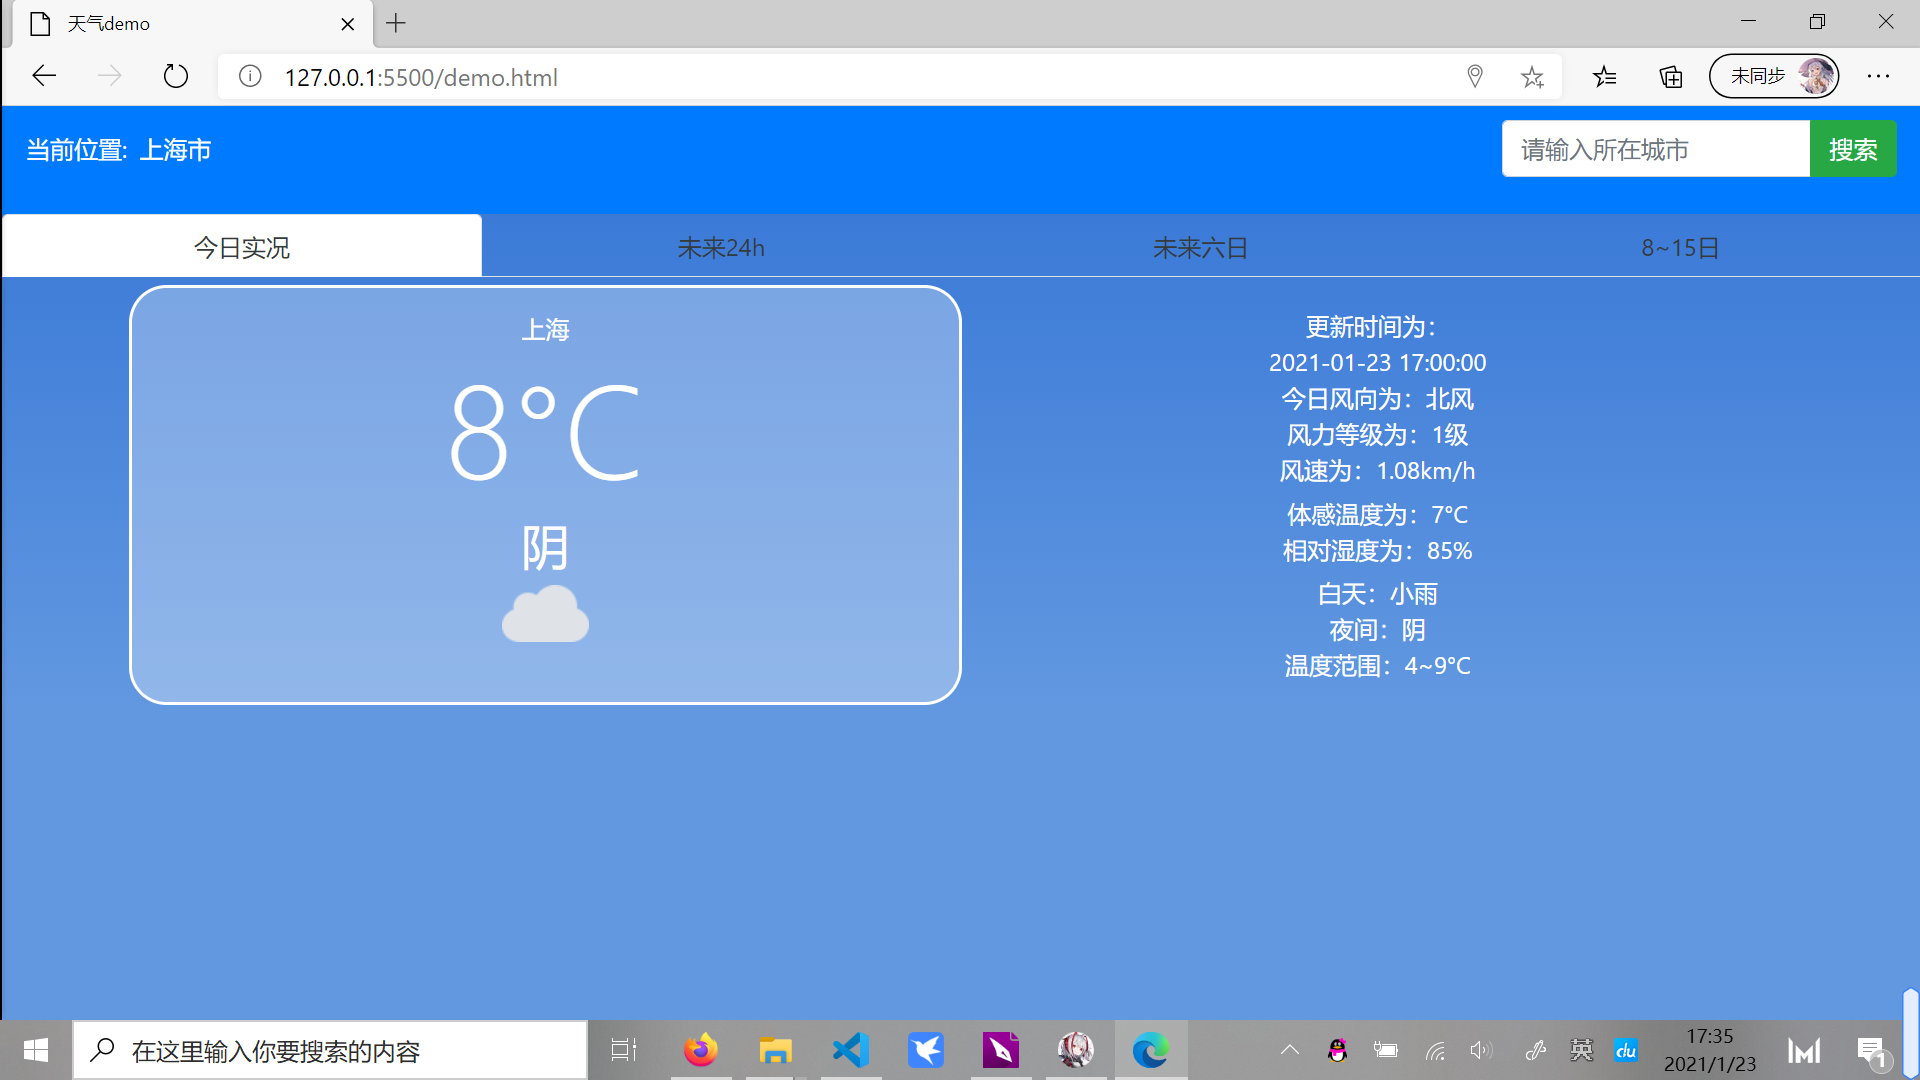 天气demo
127.0.0.1:5500/demo.html
未同步
当前位置: 上海市
请输入所在城市
搜索
今日实况
未来24h
未来六日
8~15日
上海
8°C
阴
更新时间为：
2021-01-23 17:00:00
今日风向为：北风
风力等级为：1级
风速为：1.08km/h
体感温度为：7°C
相对湿度为：85%
白天：小雨
夜间：阴
温度范围：4~9°C
在这里输入你要搜索的内容
英
du
17:35
2021/1/23
1